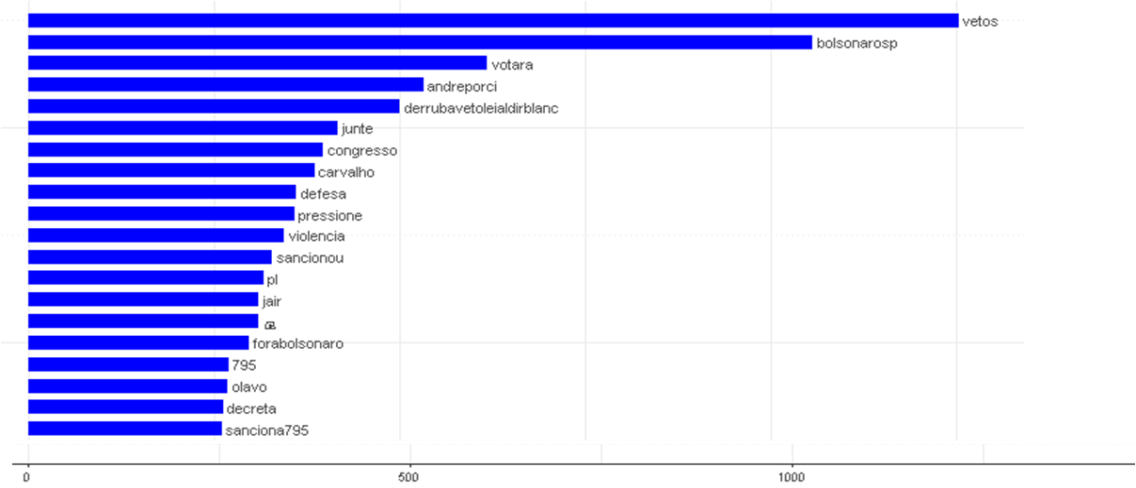 vetos
bolsonarosp
votara
andreporci
derrubavetoleialdirblanc
junte
congresso
carvalho
defesa
pressione
violencia
sancionou
pl
jair
forabolsonaro
795
olavo
decreta
sanciona795
0 500 1000